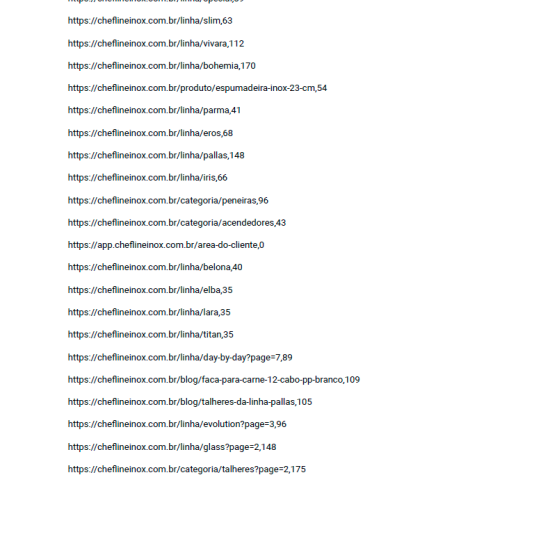 https://cheflineinox.com.br/linha/slim,63
https://cheflineinox.com.br/linha/vivara,112
https://cheflineinox.com.br/linha/bohemia,170
https://cheflineinox.com.br/produto/espumadeira-inox-23-cm,54
https://cheflineinox.com.br/linha/parma,41
https://cheflineinox.com.br/linha/eros,68
https://cheflineinox.com.br/linha/pallas,148
https://cheflineinox.com.br/linha/iris,66
https://cheflineinox.com.br/categoria/peneiras,96
https://cheflineinox.com.br/categoria/acendedores,43
https://app.cheflineinox.com.br/area-do-cliente,0
https://cheflineinox.com.br/linha/belona,40
https://cheflineinox.com.br/linha/elba,35
https://cheflineinox.com.br/linha/lara,35
https://cheflineinox.com.br/linha/titan,35
https://cheflineinox.com.br/linha/day-by-day?page=7,89
https://cheflineinox.com.br/blog/faca-para-carne-12-cabo-pp-branco,109
https://cheflineinox.com.br/blog/talheres-da-linha-pallas,105
https://cheflineinox.com.br/linha/evolution?page=3,96
https://cheflineinox.com.br/linha/glass?page=2,148
https://cheflineinox.com.br/categoria/talheres?page=2,175